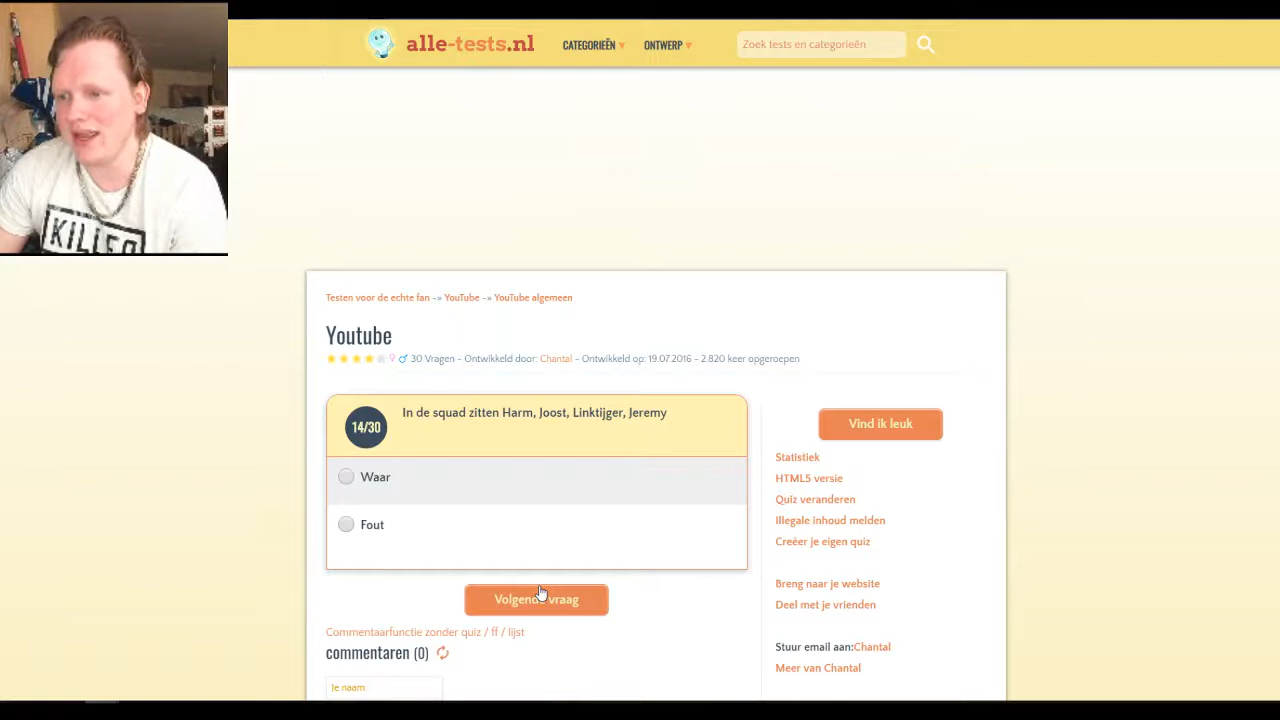 alle-tests.nl
CATEGORIEËN
ONTWERP
Zoek tests en categorieën
KILLED
Testen voor de echte fan -» YouTube -» YouTube algemeen
Youtube
30 Vragen - Ontwikkeld door: Chantal - Ontwikkeld op: 19.07.2016 - 2.820 keer opgeroepen
14/30
In de squad zitten Harm, Joost, Linktijger, Jeremy
Waar
Fout
Volgende vraag
Commentaarfunctie zonder quiz / ff / lijst
commentaren (0)
Je naam
Vind ik leuk
Statistiek
HTML5 versie
Quiz veranderen
Illegale inhoud melden
Creëer je eigen quiz
Breng naar je website
Deel met je vrienden
Stuur email aan:Chantal
Meer van Chantal